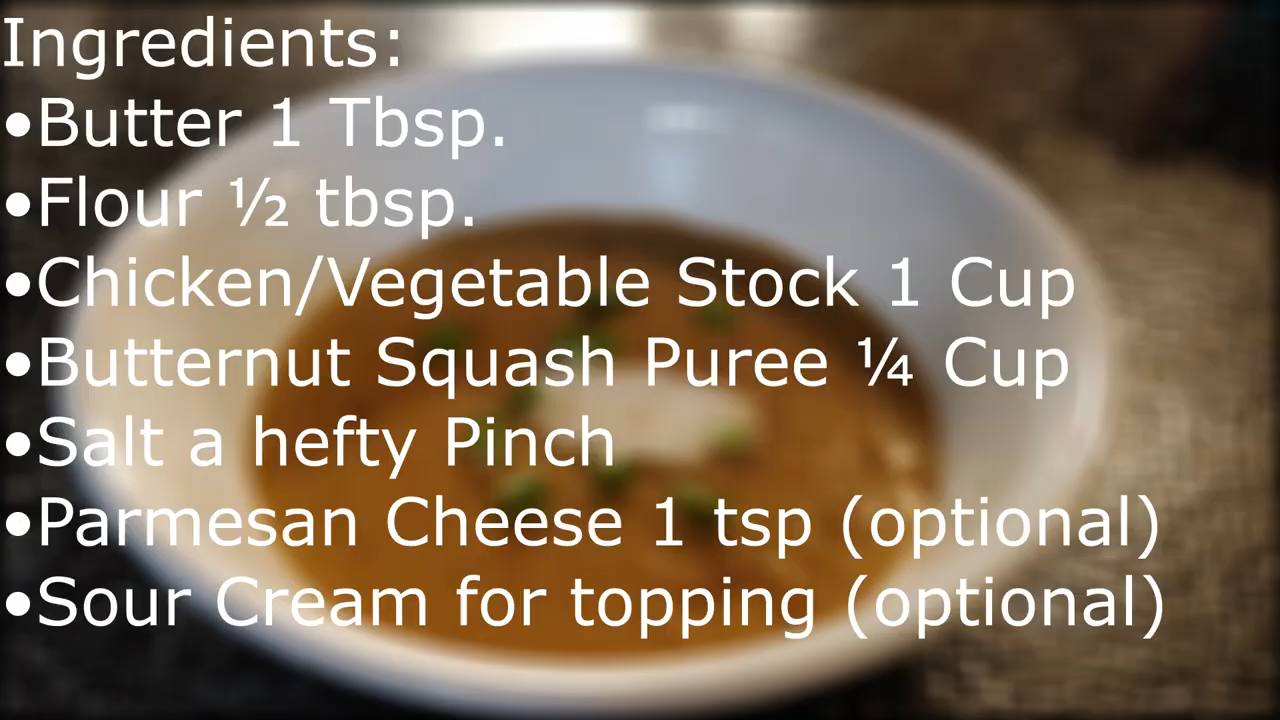 Ingredients:
•Butter 1 Tbsp.
•Flour ½ tbsp.
•Chicken/Vegetable Stock 1 Cup
•Butternut Squash Puree ¼ Cup
•Salt a hefty Pinch
•Parmesan Cheese 1 tsp (optional)
•Sour Cream for topping (optional)